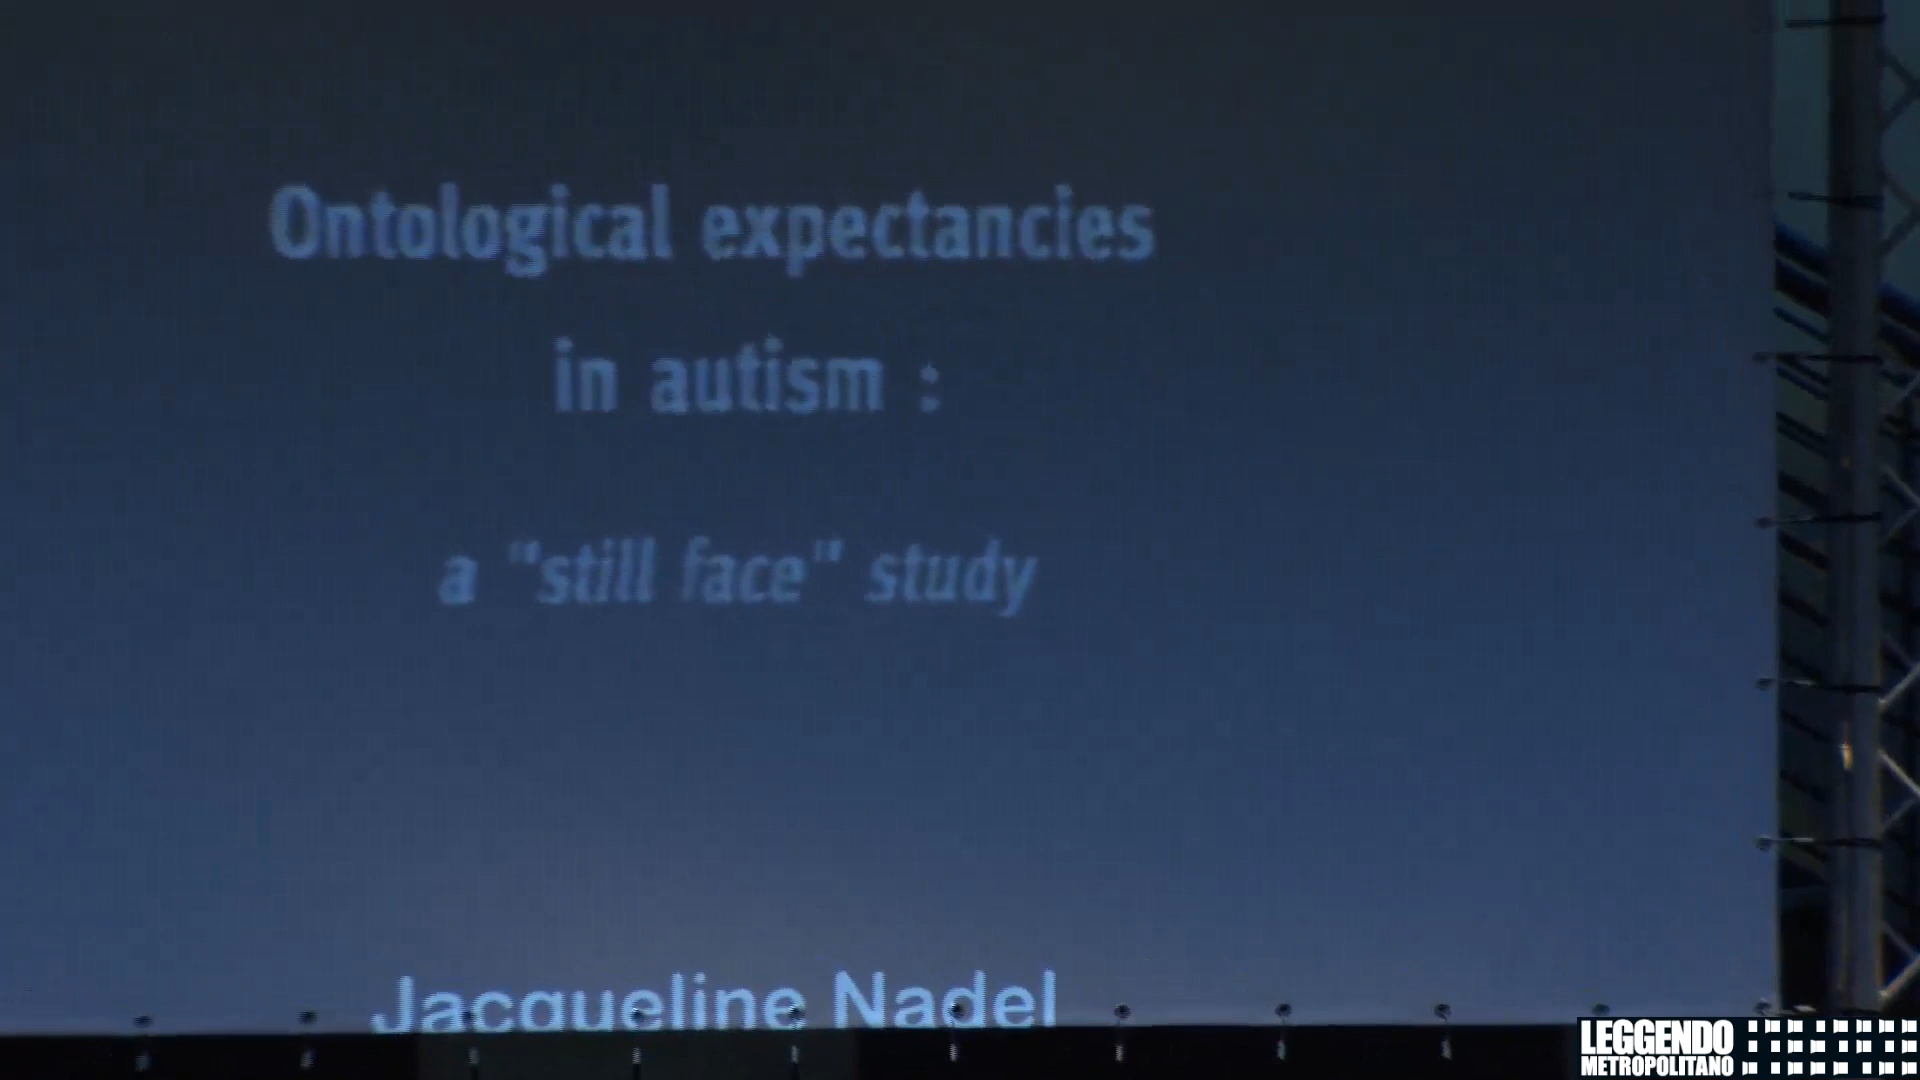 Ontological expectancies
in autism :
a "still face" study
Jacqueline Nadel
LEGGENDO
METROPOLITANO